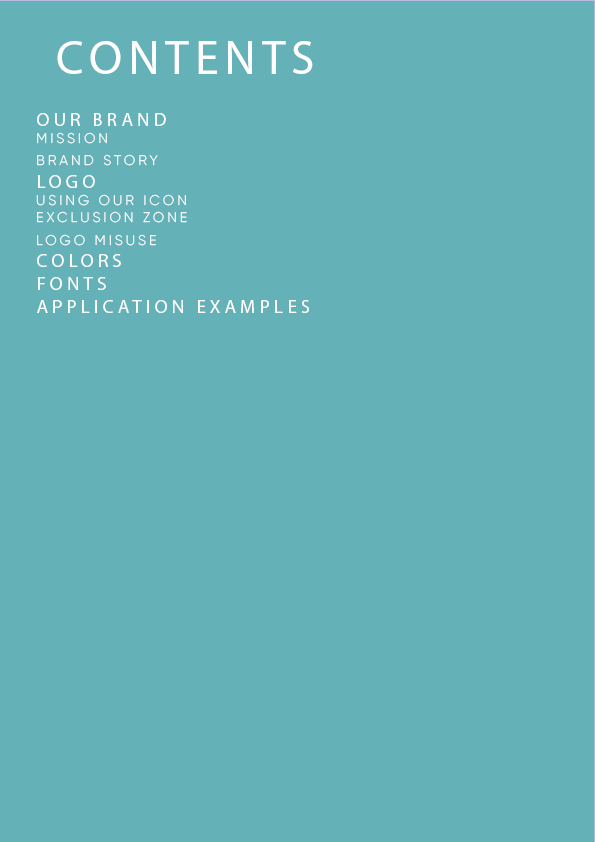 CONTENTS
OUR BRAND
MISSION
BRAND STORY
LOGO
USING OUR ICON
EXCLUSION ZONE
LOGO MISUSE
COLORS
FONTS
APPLICATION EXAMPLES